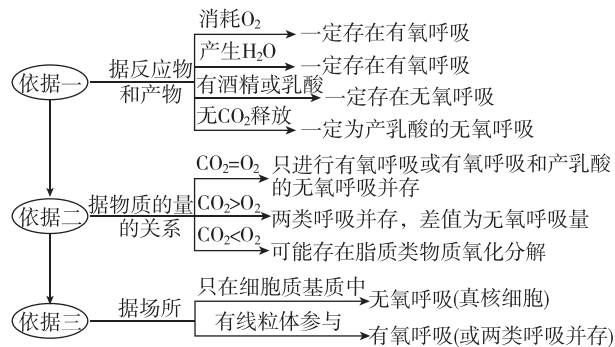 消耗O₂
一定存在有氧呼吸
产生H₂O
一定存在有氧呼吸
依据一
据反应物
和产物
有酒精或乳酸
一定存在无氧呼吸
无CO₂释放
一定为产乳酸的无氧呼吸
CO₂=O₂
只进行有氧呼吸或有氧呼吸和产乳酸
的无氧呼吸并存
依据二
据物质的量
的关系
CO₂>O₂
两类呼吸并存，差值为无氧呼吸量
CO₂<O₂
可能存在脂质类物质氧化分解
依据三
据场所
只在细胞质基质中
无氧呼吸(真核细胞)
有线粒体参与
有氧呼吸(或两类呼吸并存)